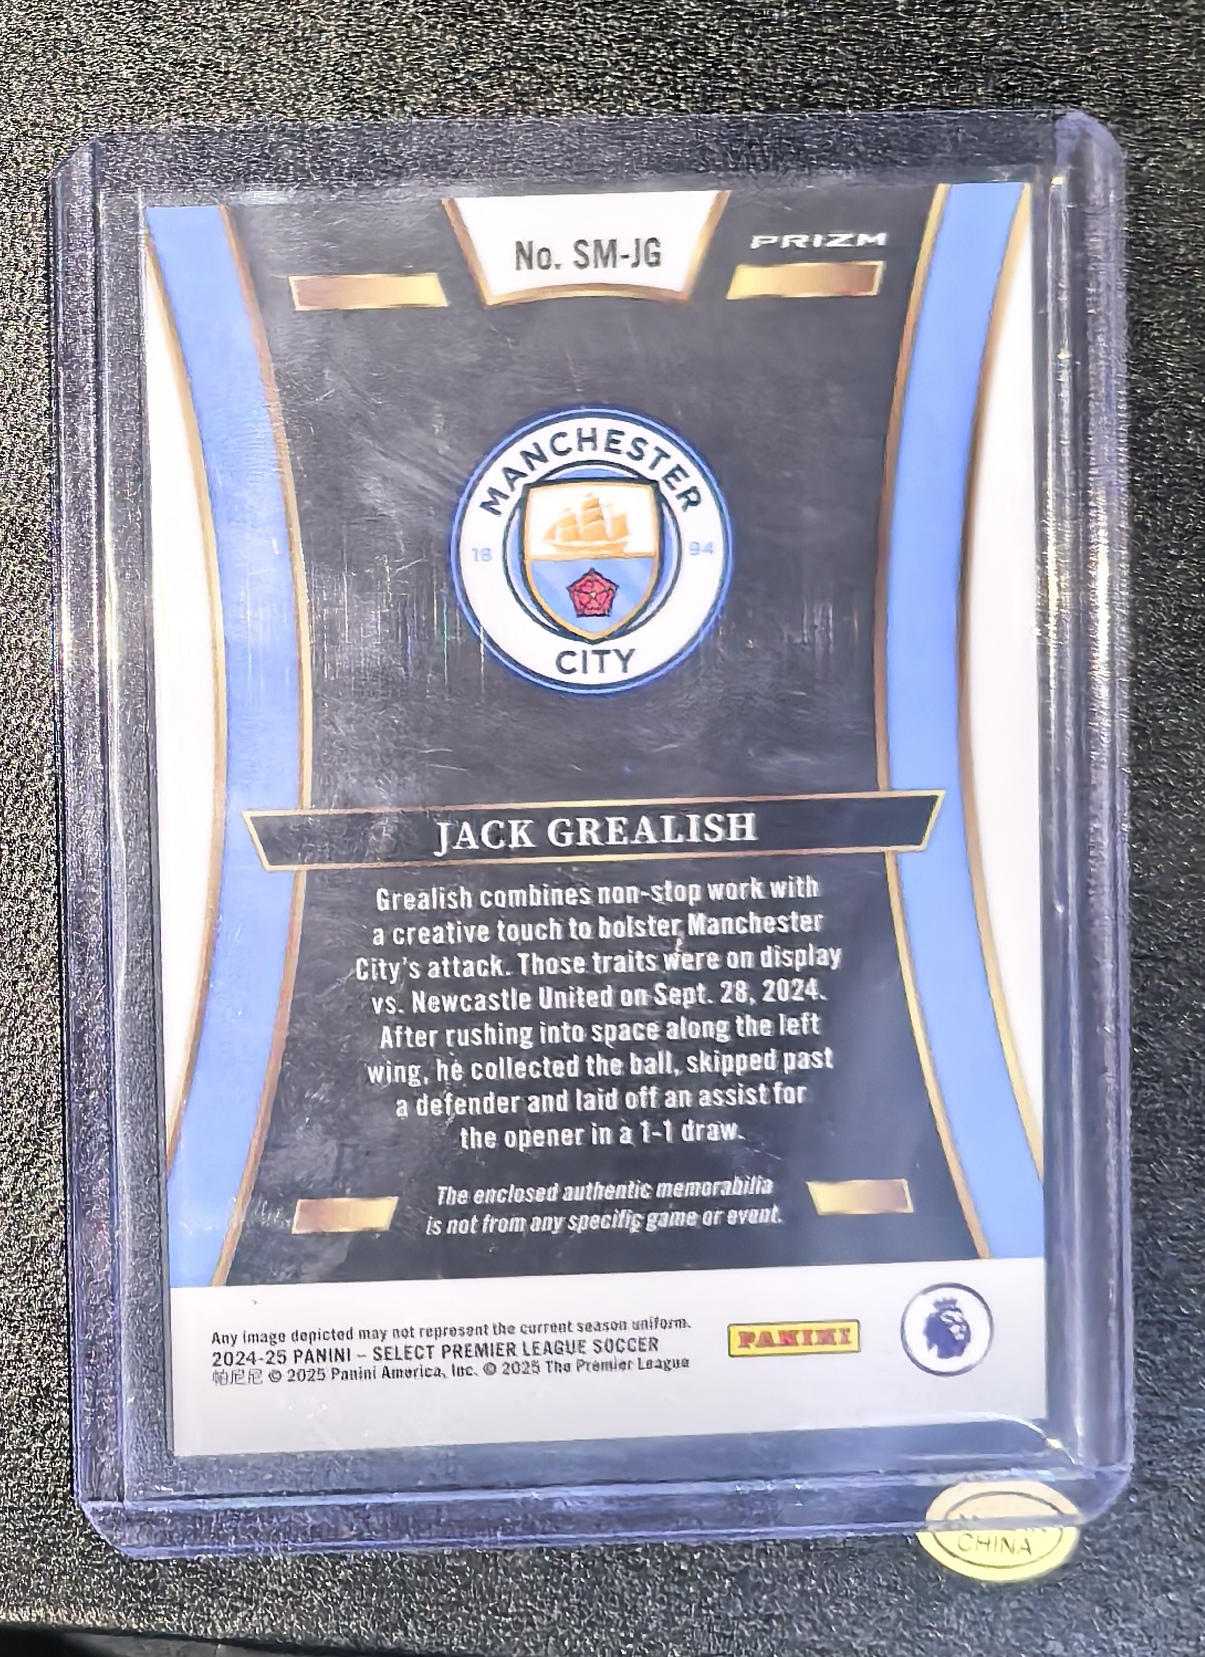 No. SM-JG
PRIZM
MANCHESTER
18 94
CITY
JACK GREALISH
Grealish combines non-stop work with
a creative touch to bolster Manchester
City's attack. Those traits were on display
vs. Newcastle United on Sept. 28, 2024.
After rushing into space along the left
wing, he collected the ball, skipped past
a defender and laid off an assist for
the opener in a 1-1 draw.
The enclosed authentic memorabilia
is not from any specific game or event.
Any image depicted may not represent the current season uniform.
2024-25 PANINI – SELECT PREMIER LEAGUE SOCCER
帕尼尼 © 2025 Panini America, Inc. © 2025 The Premier League
PANINI
CHINA